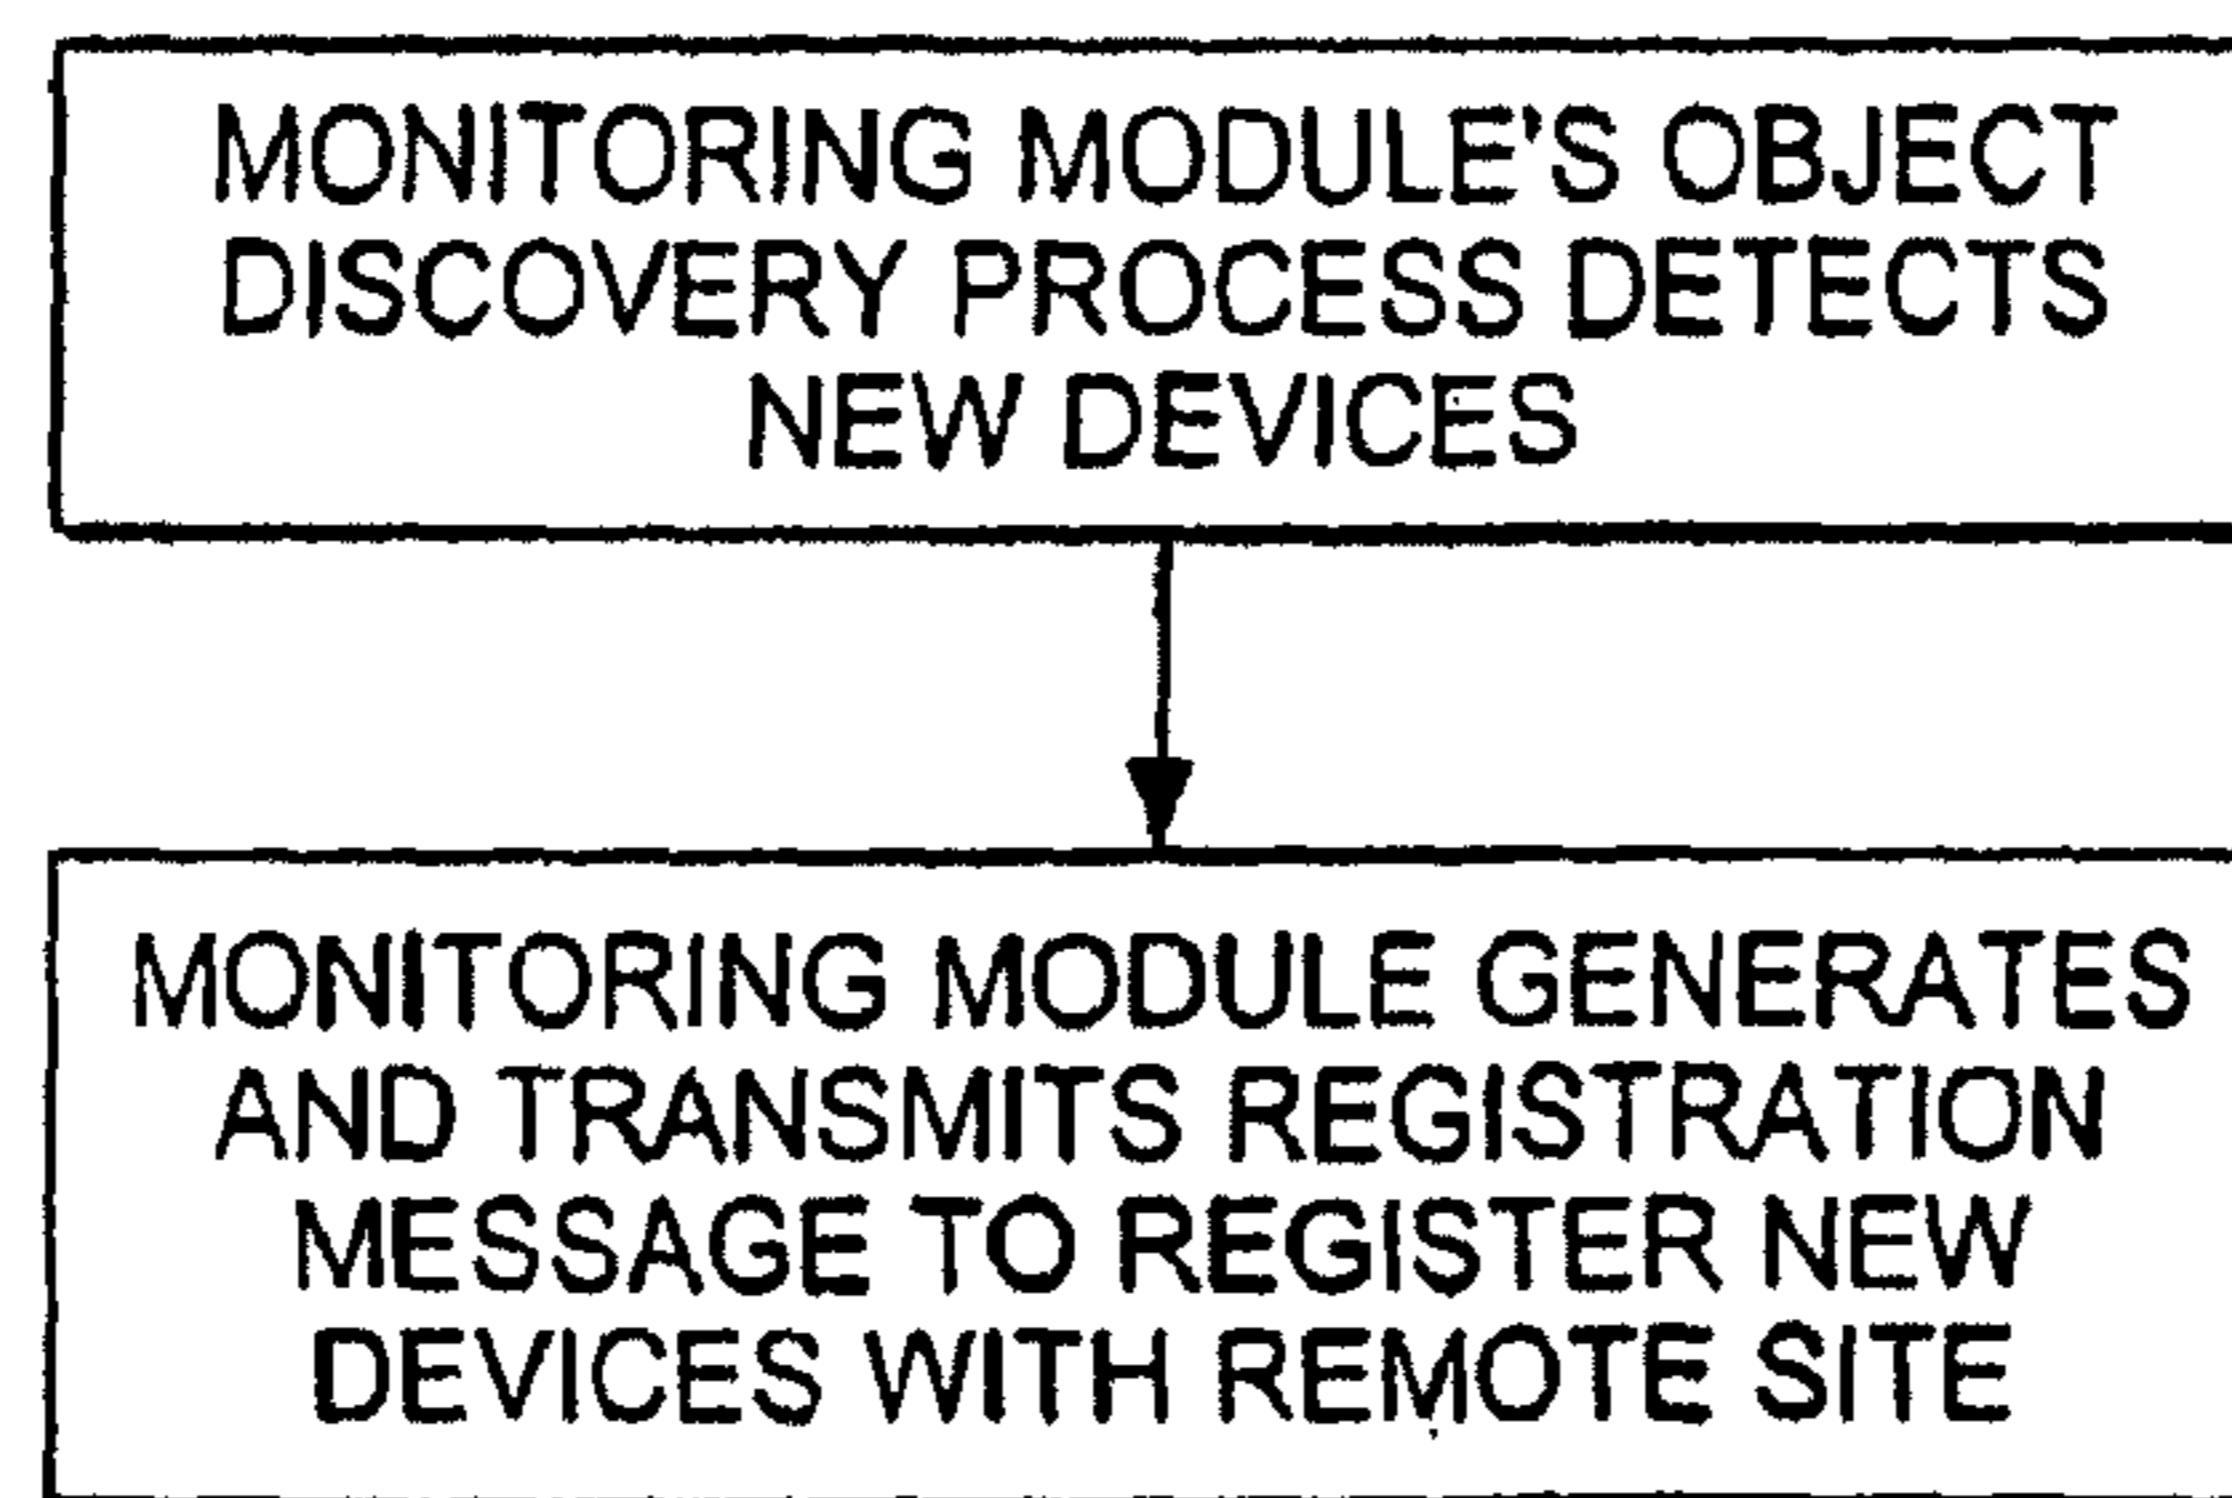 MONITORING MODULE'S OBJECT
DISCOVERY PROCESS DETECTS
NEW DEVICES
MONITORING MODULE GENERATES
AND TRANSMITS REGISTRATION
MESSAGE TO REGISTER NEW
DEVICES WITH REMOTE SITE